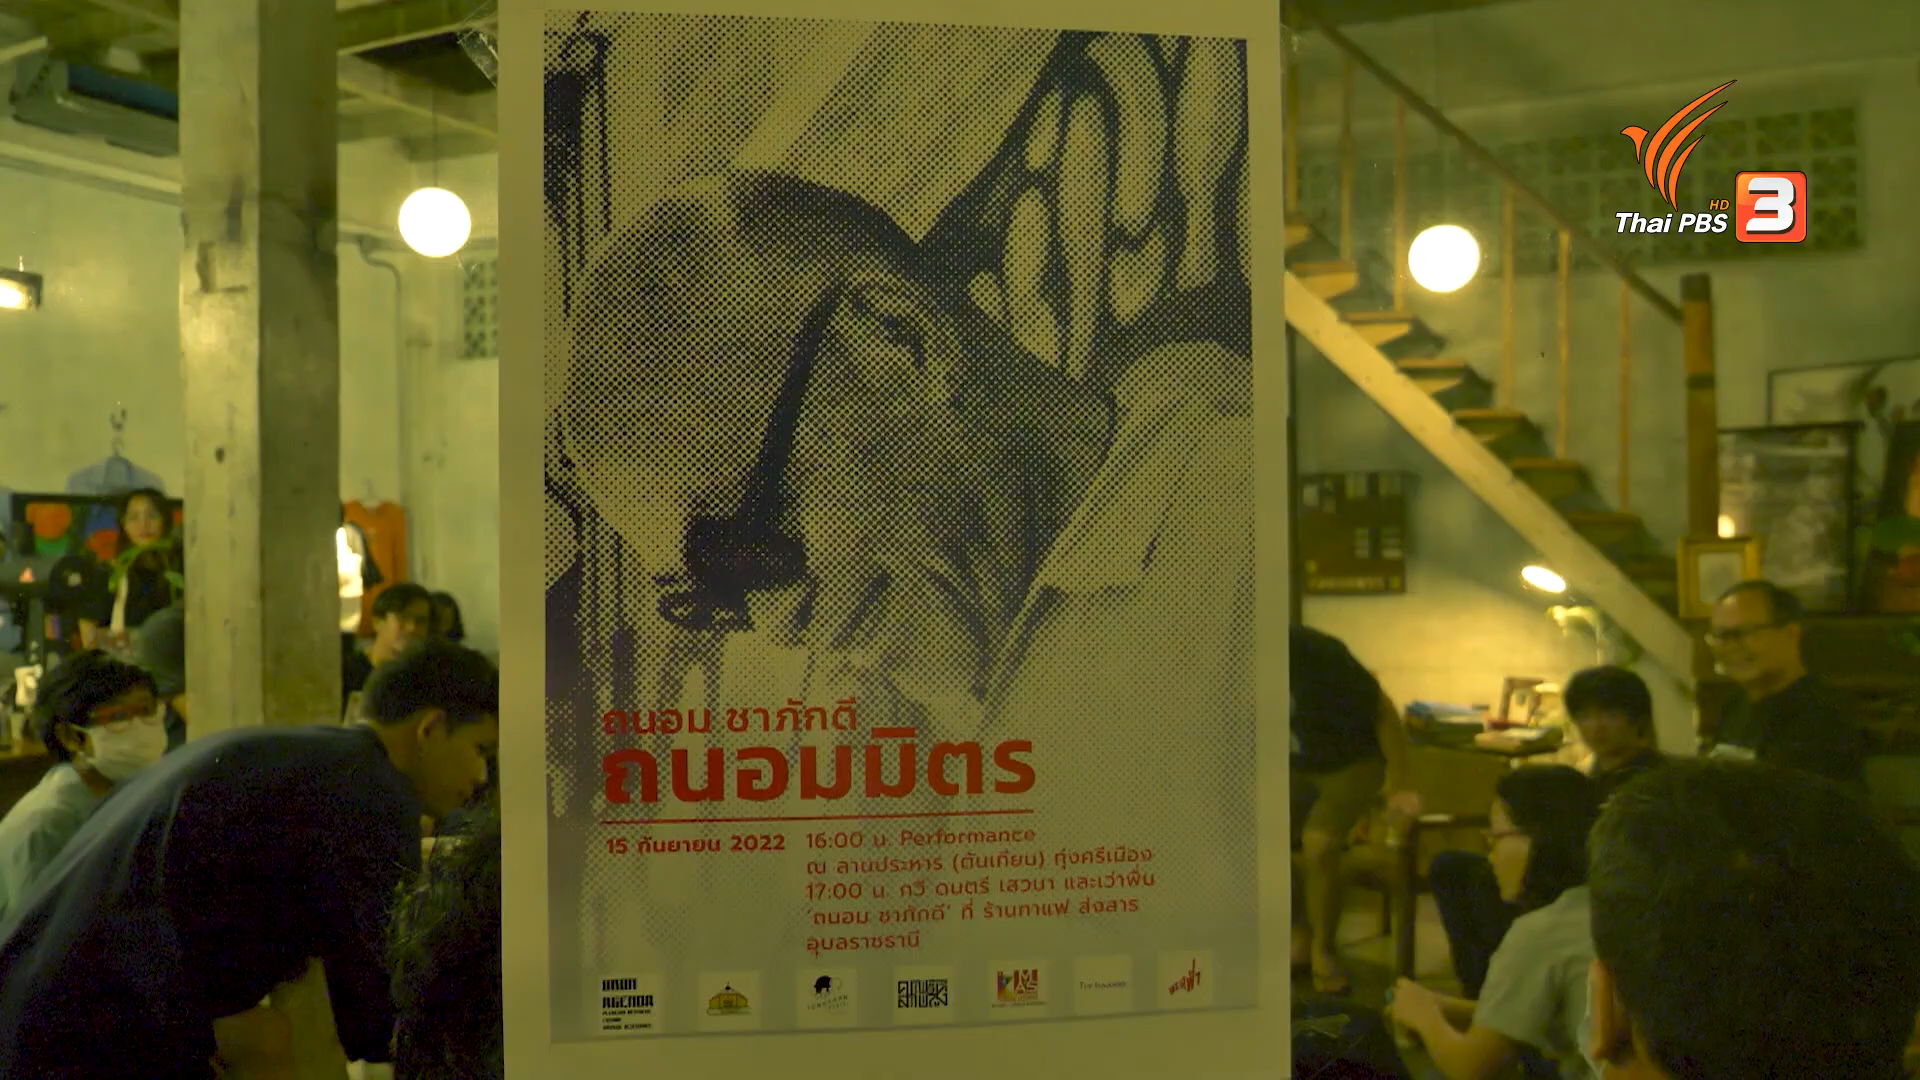 HD
Thai PBS 3
ถนอม ชาภักดี
ถนอมมิตร
15 กันยายน 2022
16:00 น. Performance
ณ ลานประหาร (ต้นเทียน) ทุ่งศรีเมือง
17:00 น. กวี ดนตรี เสวนา และเว่าพื้น
‘ถนอม ชาภักดี’ ที่ ร้านกาแฟ ส่งสาร
อุบลราชธานี
UBON
AGENDA